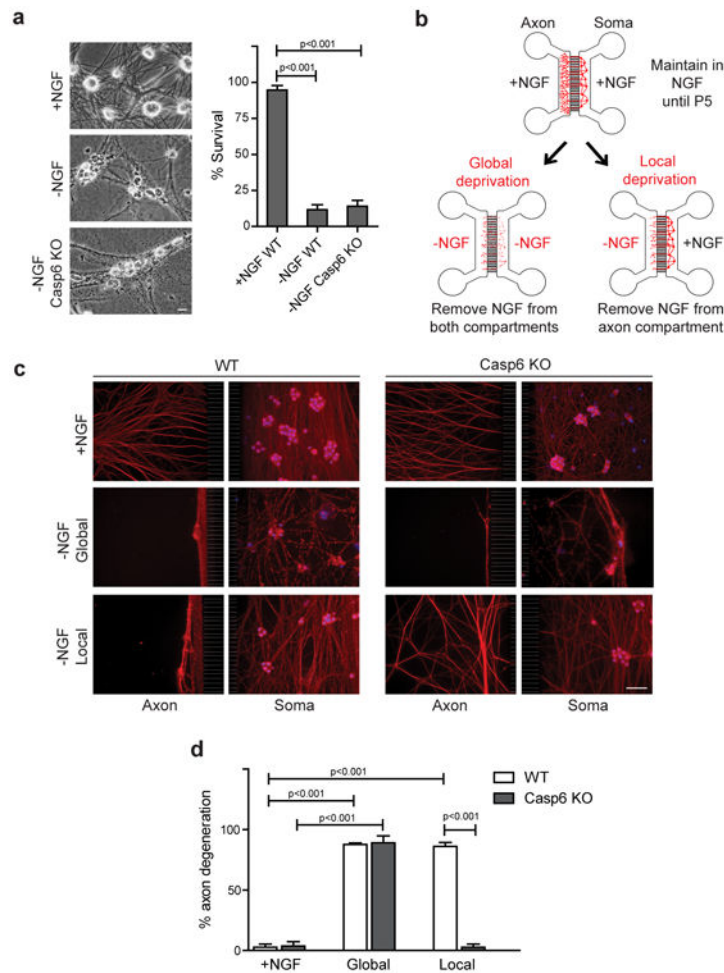 a
+NGF
-NGF
-NGF
Casp6 KO
% Survival
100
75
50
25
0
p<0.001
p<0.001
+NGF WT
-NGF WT
-NGF Casp6 KO
b
Axon
Soma
+NGF
+NGF
Maintain in
NGF
until P5
Global
deprivation
Local
deprivation
-NGF
-NGF
-NGF
+NGF
Remove NGF from
both compartments
Remove NGF from
axon compartment
c
WT
Casp6 KO
+NGF
-NGF
Global
-NGF
Local
Axon
Soma
Axon
Soma
d
% axon degeneration
100
50
0
p<0.001
p<0.001
p<0.001
p<0.001
WT
Casp6 KO
+NGF
Global
Local